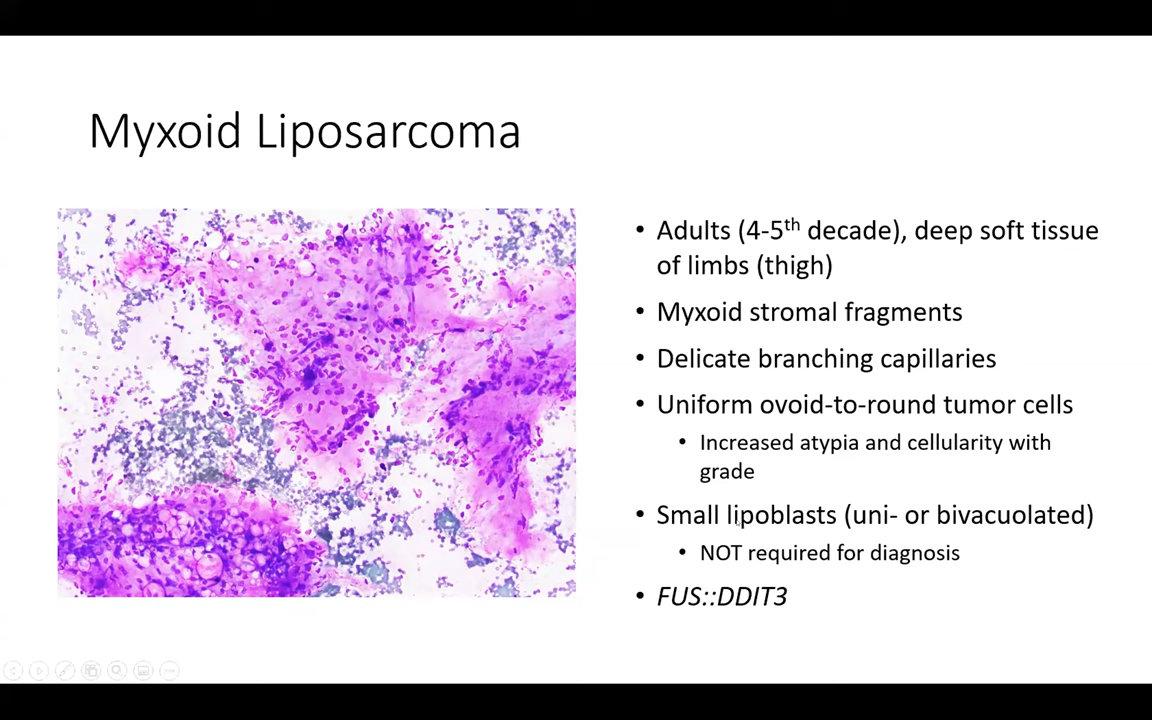 Myxoid Liposarcoma
• Adults (4-5th decade), deep soft tissue
of limbs (thigh)
• Myxoid stromal fragments
• Delicate branching capillaries
• Uniform ovoid-to-round tumor cells
• Increased atypia and cellularity with
grade
• Small lipoblasts (uni- or bivacuolated)
• NOT required for diagnosis
• FUS::DDIT3